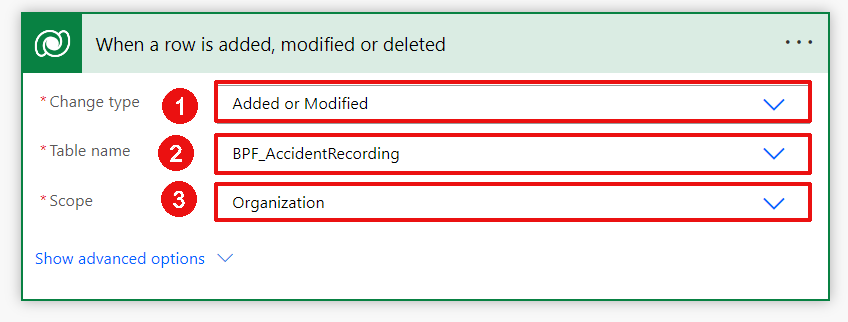 When a row is added, modified or deleted
* Change type 1 Added or Modified
* Table name 2 BPF_AccidentRecording
* Scope 3 Organization
Show advanced options